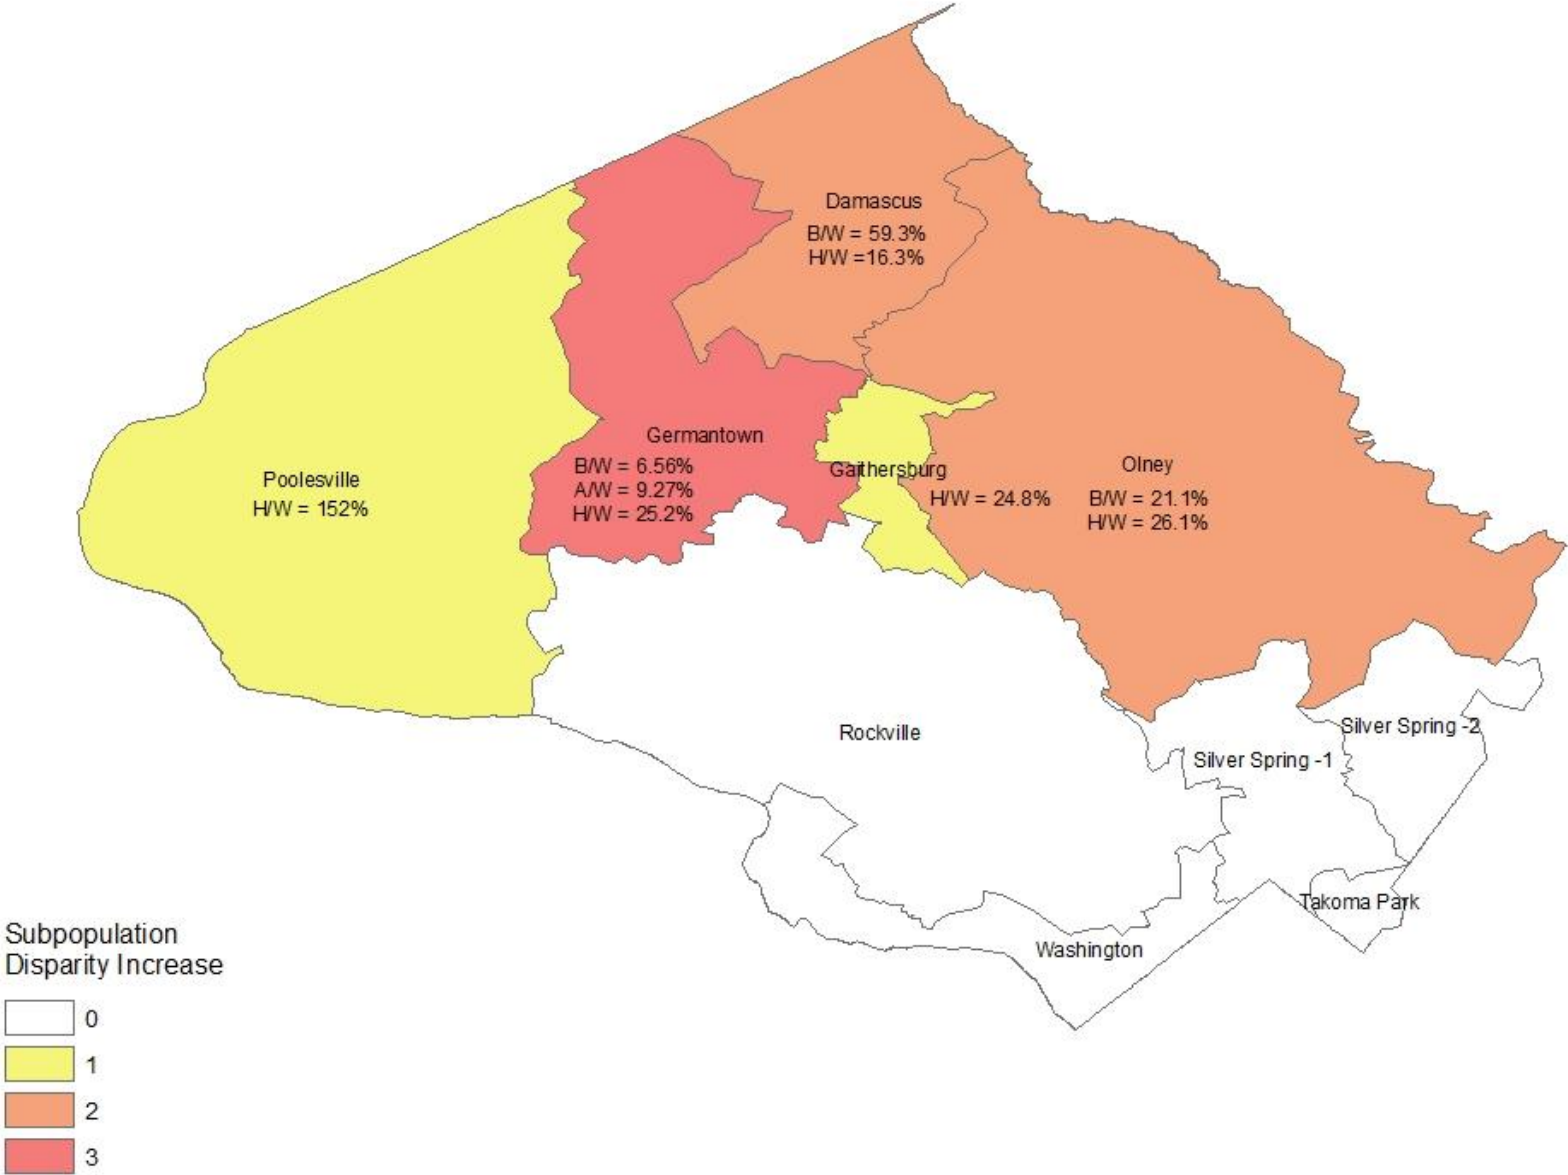 Damascus
B/W = 59.3%
H/W =16.3%
Germantown
B/W = 6.56%
A/W = 9.27%
H/W = 25.2%
Poolesville
H/W = 152%
Gaithersburg
H/W = 24.8%
Olney
B/W = 21.1%
H/W = 26.1%
Rockville
Silver Spring -2
Silver Spring -1
Takoma Park
Washington
Subpopulation
Disparity Increase
0
1
2
3